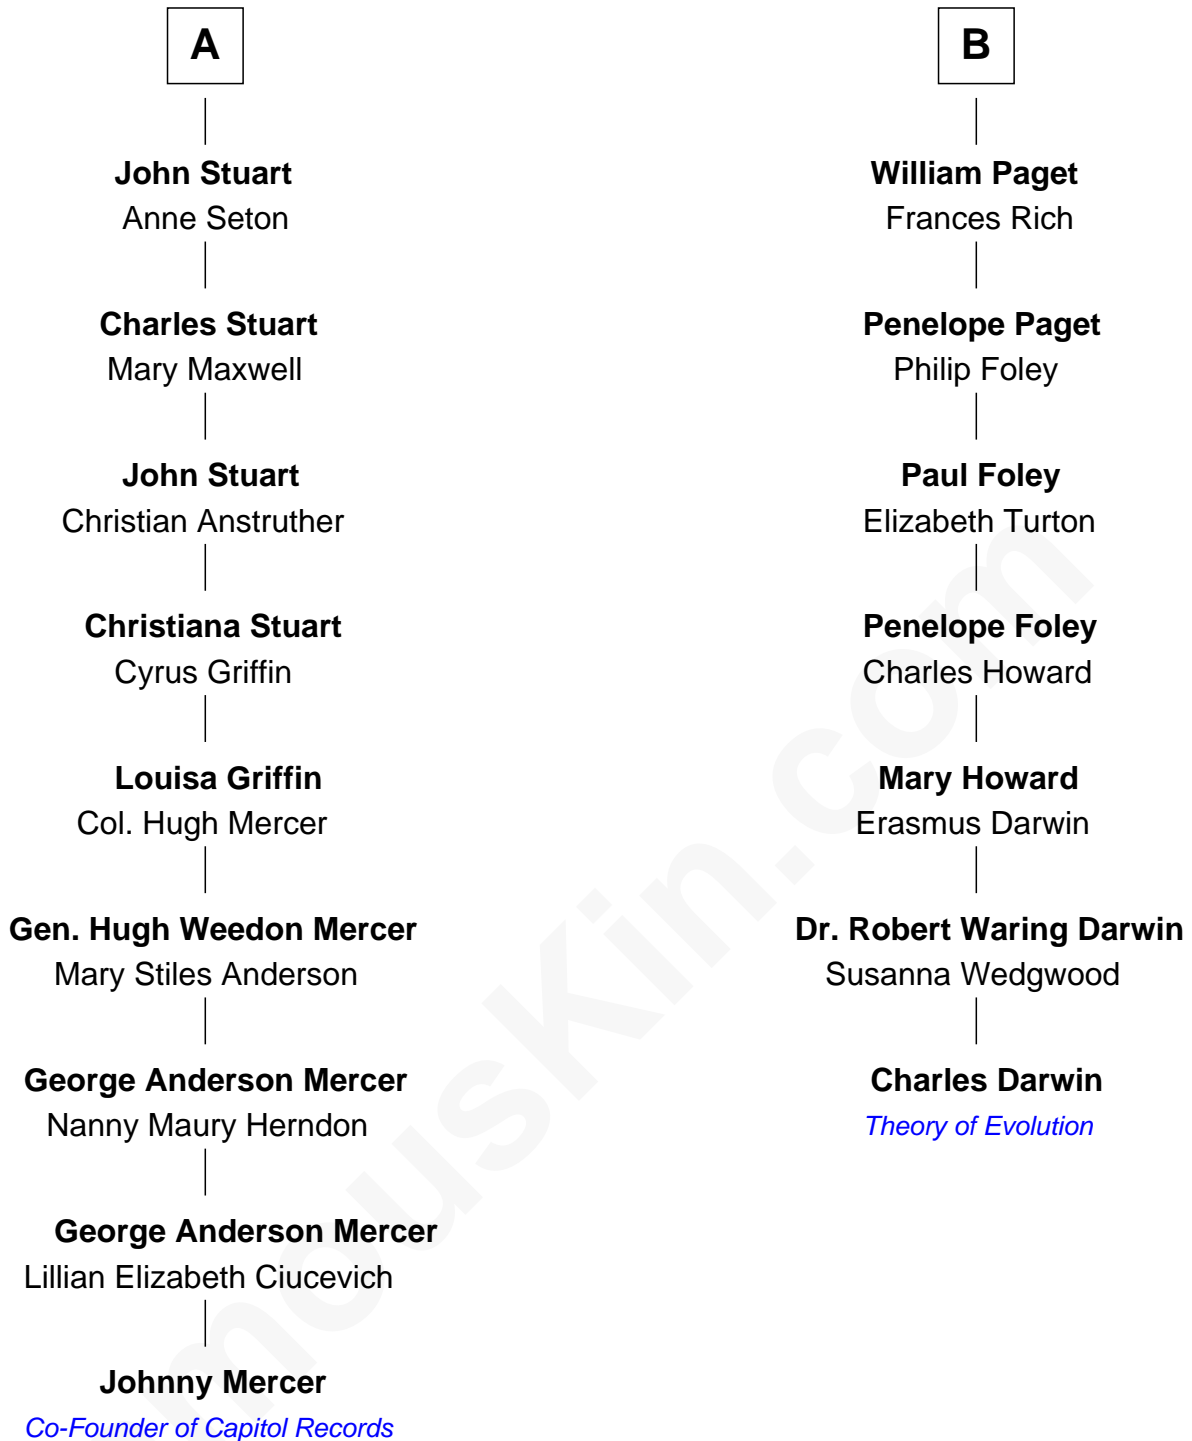 A
John Stuart
Anne Seton
Charles Stuart
Mary Maxwell
John Stuart
Christian Anstruther
Christiana Stuart
Cyrus Griffin
Louisa Griffin
Col. Hugh Mercer
Gen. Hugh Weedon Mercer
Mary Stiles Anderson
George Anderson Mercer
Nanny Maury Herndon
George Anderson Mercer
Lillian Elizabeth Ciucevich
Johnny Mercer
Co-Founder of Capitol Records
B
William Paget
Frances Rich
Penelope Paget
Philip Foley
Paul Foley
Elizabeth Turton
Penelope Foley
Charles Howard
Mary Howard
Erasmus Darwin
Dr. Robert Waring Darwin
Susanna Wedgwood
Charles Darwin
Theory of Evolution
mousKin.com